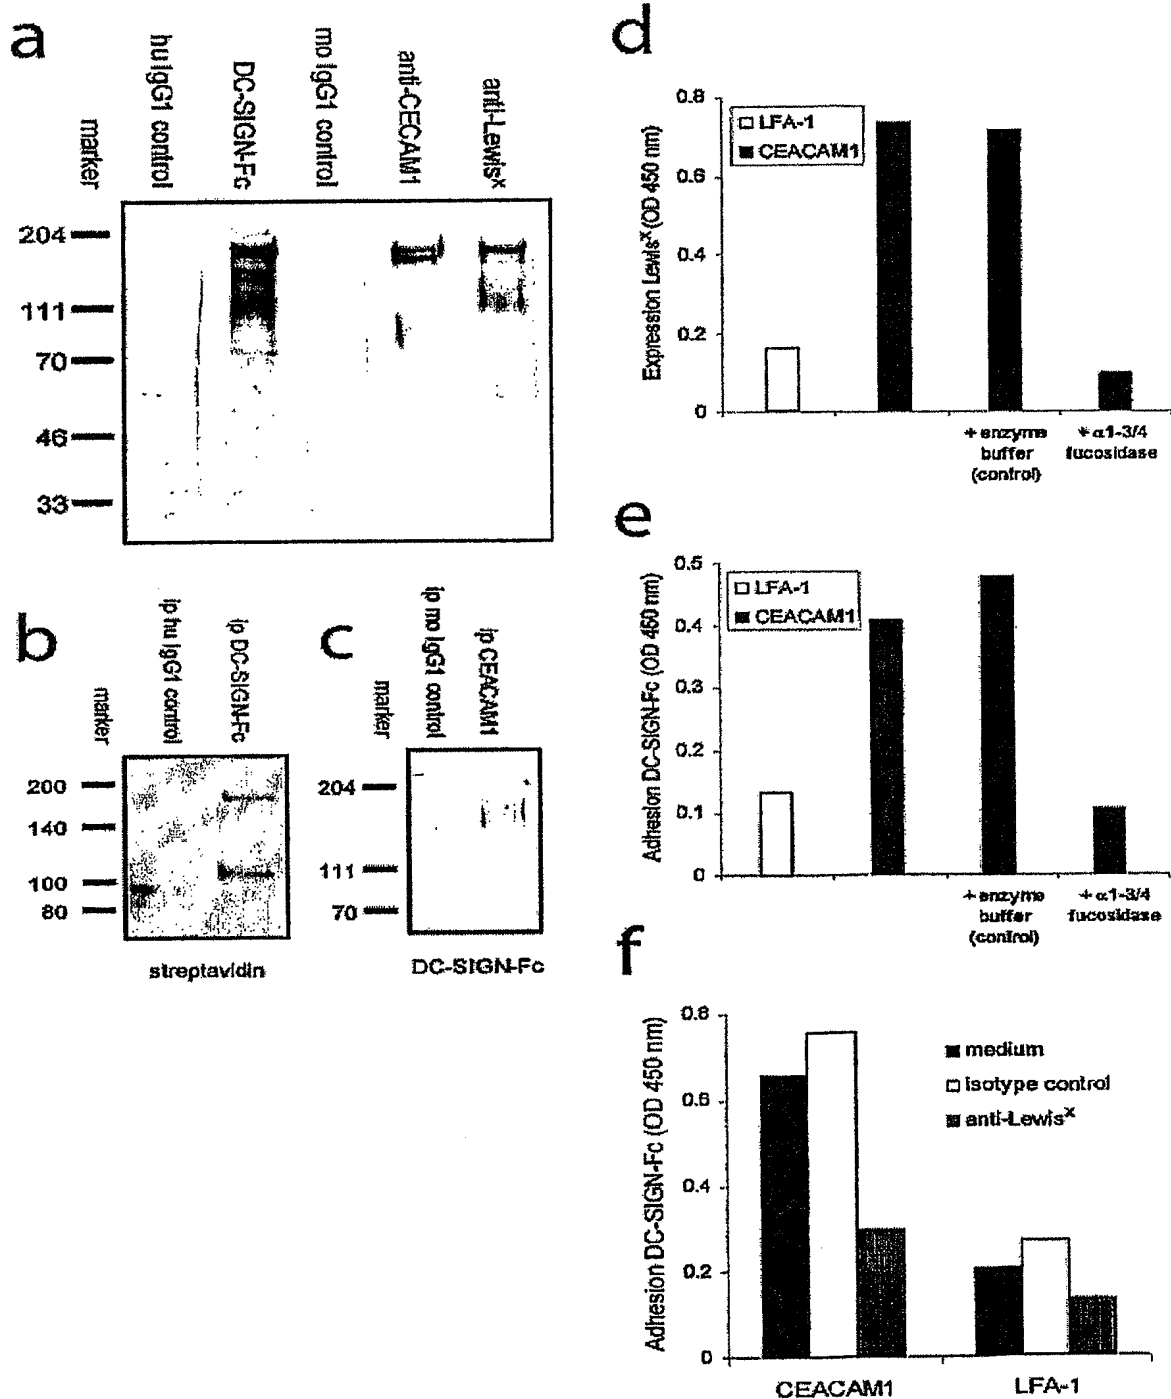 a
marker
hu IgG1 control
DC-SIGN-Fc
mo IgG1 control
anti-CECAM1
anti-Lewisˣ
204
111
70
46
33
b
marker
ip hu IgG1 control
ip DC-SIGN-Fc
200
140
100
80
streptavidin
c
marker
ip mo IgG1 control
ip CEACAM1
204
111
70
DC-SIGN-Fc
d
Expression Lewisˣ (OD 450 nm)
0.8
0.6
0.4
0.2
0
LFA-1
CEACAM1
+ enzyme
buffer
(control)
+ α1-3/4
fucosidase
e
Adhesion DC-SIGN-Fc (OD 450 nm)
0.5
0.4
0.3
0.2
0.1
0
LFA-1
CEACAM1
+ enzyme
buffer
(control)
+ α1-3/4
fucosidase
f
Adhesion DC-SIGN-Fc (OD 450 nm)
0.8
0.6
0.4
0.2
0
medium
isotype control
anti-Lewisˣ
CEACAM1
LFA-1